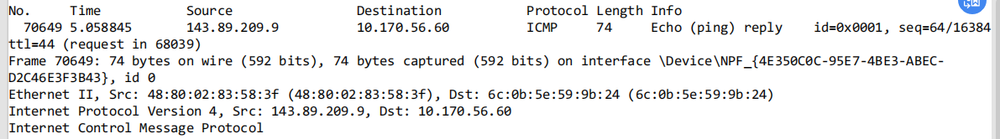 No.     Time           Source                Destination           Protocol Length Info
  70649 5.058845       143.89.209.9          10.170.56.60          ICMP     74     Echo (ping) reply    id=0x0001, seq=64/16384
ttl=44 (request in 68039)
Frame 70649: 74 bytes on wire (592 bits), 74 bytes captured (592 bits) on interface \Device\NPF_{4E350C0C-95E7-4BE3-ABEC-
D2C46E3F3B43}, id 0
Ethernet II, Src: 48:80:02:83:58:3f (48:80:02:83:58:3f), Dst: 6c:0b:5e:59:9b:24 (6c:0b:5e:59:9b:24)
Internet Protocol Version 4, Src: 143.89.209.9, Dst: 10.170.56.60
Internet Control Message Protocol